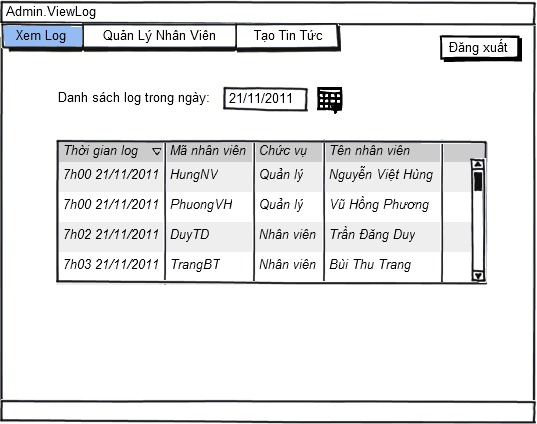 Admin.ViewLog
Xem Log Quản Lý Nhân Viên Tạo Tin Tức
Đăng xuất
Danh sách log trong ngày: 21/11/2011
Thời gian log Mã nhân viên Chức vụ Tên nhân viên
7h00 21/11/2011 HungNV Quản lý Nguyễn Việt Hùng
7h00 21/11/2011 PhuongVH Quản lý Vũ Hồng Phương
7h02 21/11/2011 DuyTD Nhân viên Trần Đăng Duy
7h03 21/11/2011 TrangBT Nhân viên Bùi Thu Trang